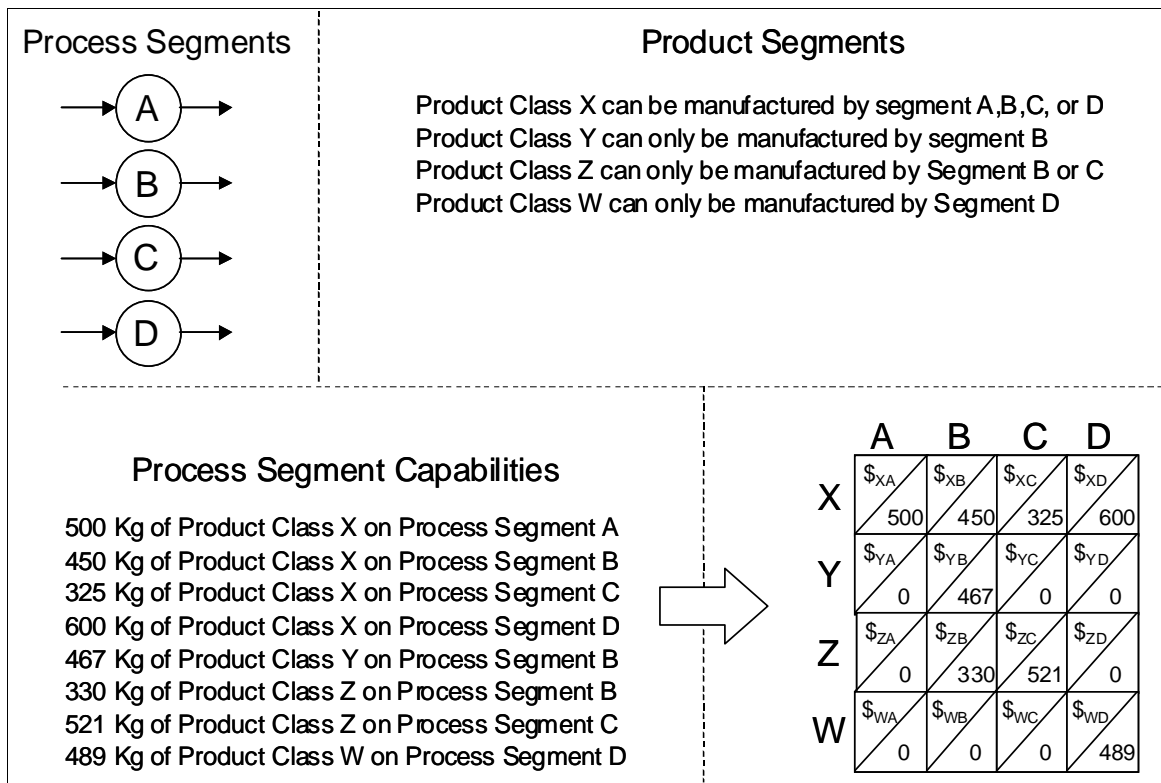 Process Segments
A
B
C
D
Product Segments
Product Class X can be manufactured by segment A,B,C, or D
Product Class Y can only be manufactured by segment B
Product Class Z can only be manufactured by Segment B or C
Product Class W can only be manufactured by Segment D
Process Segment Capabilities
500 Kg of Product Class X on Process Segment A
450 Kg of Product Class X on Process Segment B
325 Kg of Product Class X on Process Segment C
600 Kg of Product Class X on Process Segment D
467 Kg of Product Class Y on Process Segment B
330 Kg of Product Class Z on Process Segment B
521 Kg of Product Class Z on Process Segment C
489 Kg of Product Class W on Process Segment D
A B C D
X
$XA $XB $XC $XD
500 450 325 600
Y
$YA $YB $YC $YD
0 467 0 0
Z
$ZA $ZB $ZC $ZD
0 330 521 0
W
$WA $WB $WC $WD
0 0 0 489